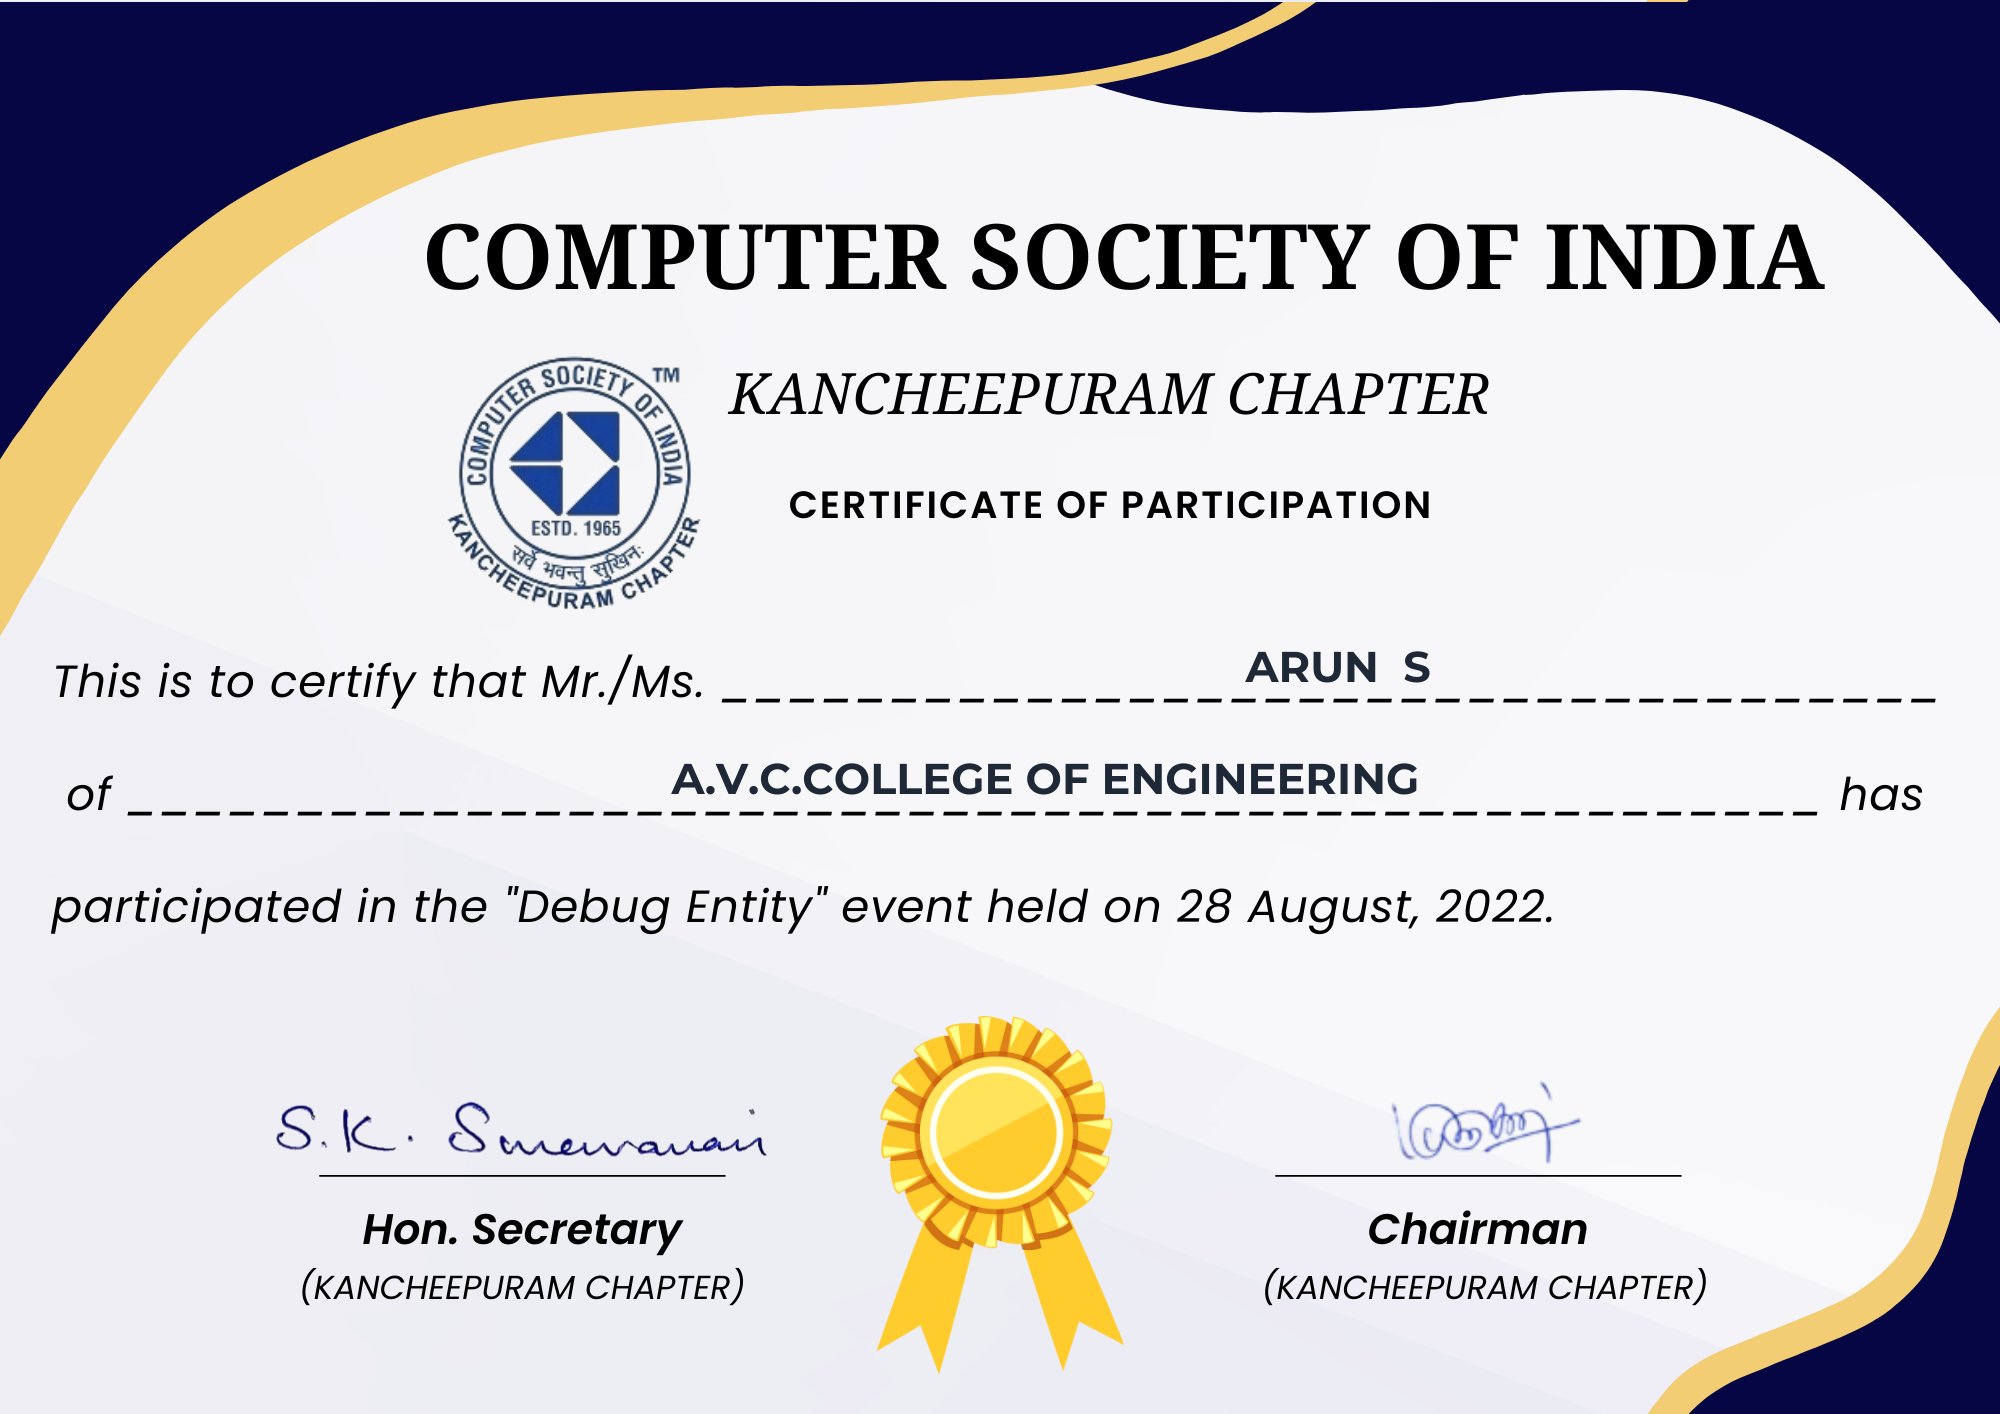 COMPUTER SOCIETY OF INDIA
KANCHEEPURAM CHAPTER
CERTIFICATE OF PARTICIPATION
COMPUTER SOCIETY OF INDIA
TM
ESTD. 1965
सर्वे भवन्तु सुखिनः
KANCHEEPURAM CHAPTER
This is to certify that Mr./Ms. ARUN S
of A.V.C.COLLEGE OF ENGINEERING has
participated in the "Debug Entity" event held on 28 August, 2022.
S.K.
Hon. Secretary
Chairman
(KANCHEEPURAM CHAPTER)
(KANCHEEPURAM CHAPTER)